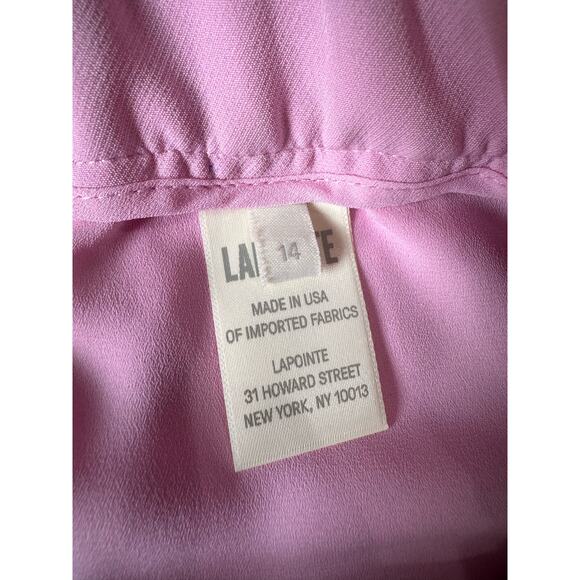 LA 14 TE
MADE IN USA
OF IMPORTED FABRICS
LAPOINTE
31 HOWARD STREET
NEW YORK, NY 10013